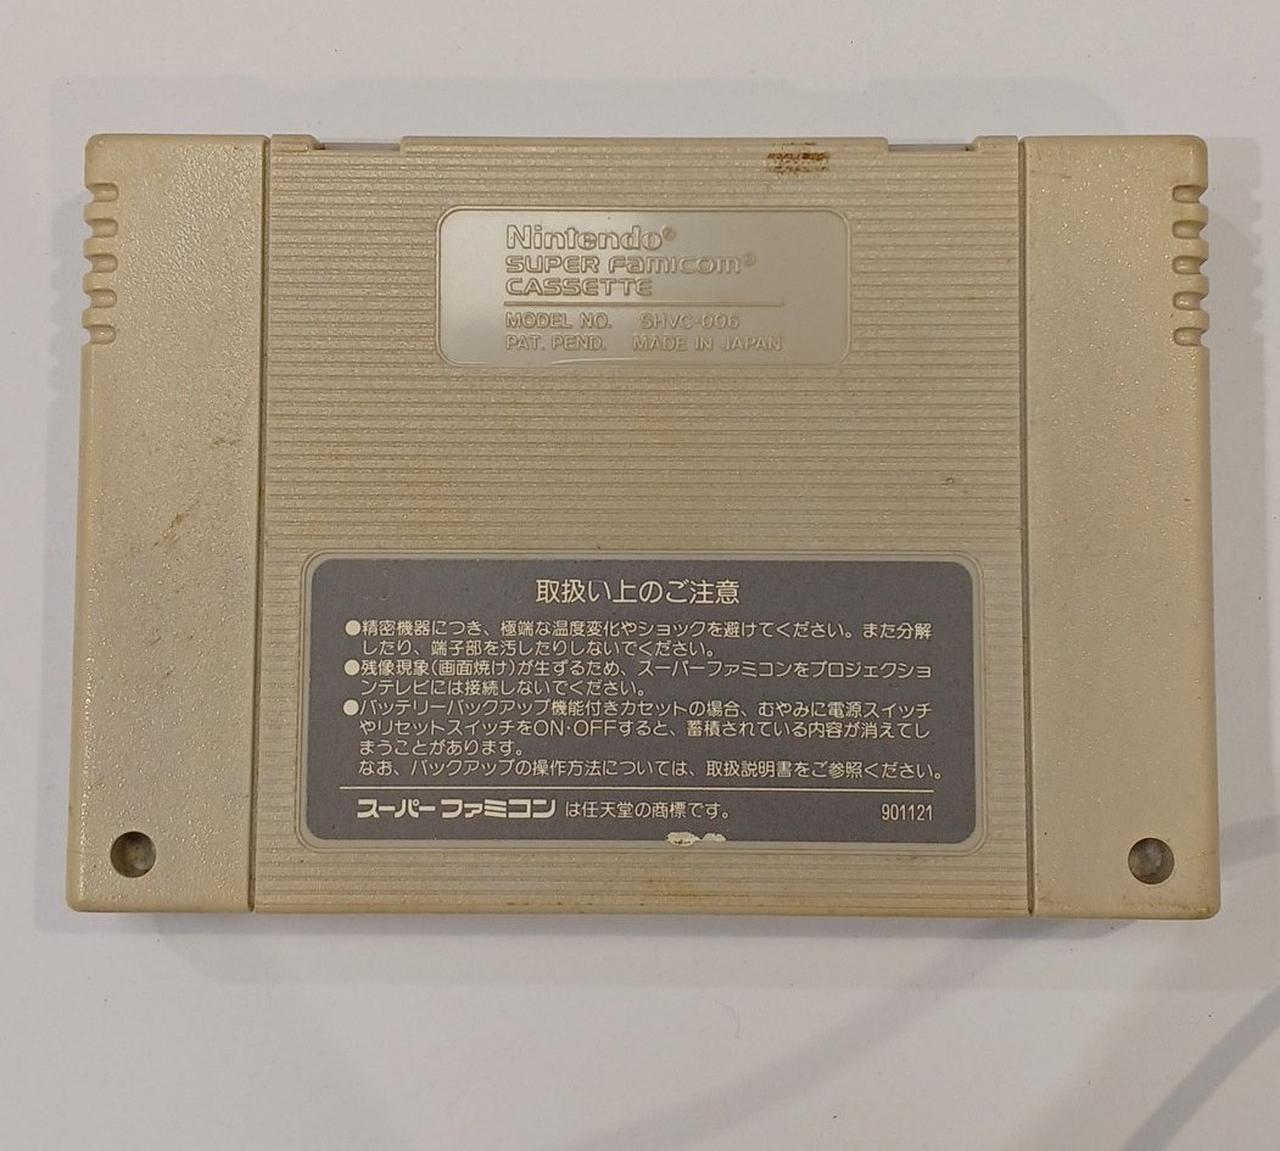 Nintendo®
SUPER FAMICOM®
CASSETTE
MODEL NO. SHVC-006
PAT. PEND. MADE IN JAPAN
取扱い上のご注意
●精密機器につき、極端な温度変化やショックを避けてください。また分解
したり、端子部を汚したりしないでください。
●残像現象(画面焼け)が生ずるため、スーパーファミコンをプロジェクショ
ンテレビには接続しないでください。
●バッテリーバックアップ機能付きカセットの場合、むやみに電源スイッチ
やリセットスイッチをON・OFFすると、蓄積されている内容が消えてし
まうことがあります。
なお、バックアップの操作方法については、取扱説明書をご参照ください。
スーパーファミコン は任天堂の商標です。 901121